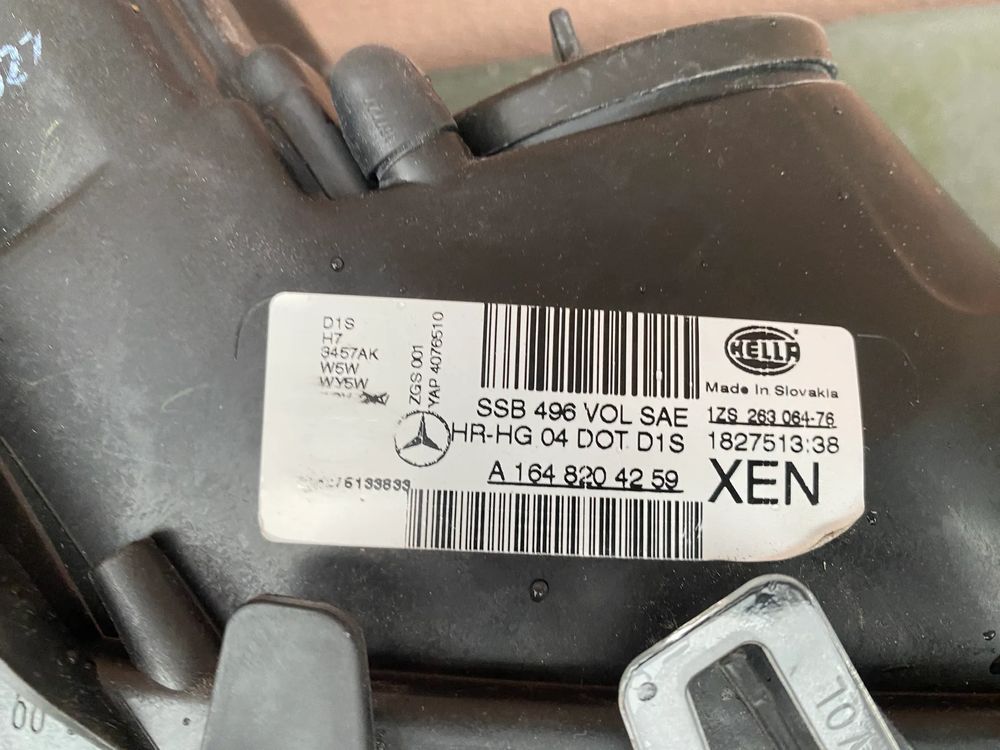 D1S
H7
3457AK
W5W
WY5W
ZGS 001
YAP 4076510
SSB 496 VOL SAE
HR-HG 04 DOT D1S
A 164 820 42 59
HELLA
Made In Slovakia
1ZS 263 064-76
1827513:38
XEN